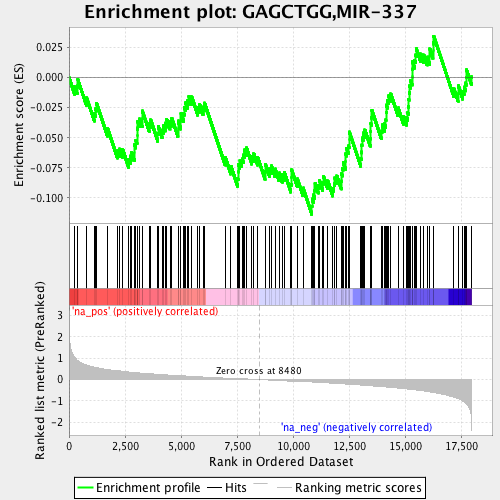 Enrichment plot: GAGCTGG,MIR-337
Enrichment score (ES)
0.025
0.000
-0.025
-0.050
-0.075
-0.100
'na_pos' (positively correlated)
Ranked list metric (PreRanked)
3
2
1
0
-1
-2
Zero cross at 8480
'na_neg' (negatively correlated)
0
2,500
5,000
7,500
10,000
12,500
15,000
17,500
Rank in Ordered Dataset
Enrichment profile
Hits
Ranking metric scores